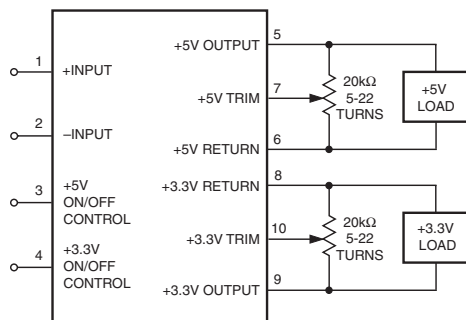 1
+INPUT
2
–INPUT
3
+5V
ON/OFF
CONTROL
4
+3.3V
ON/OFF
CONTROL
+5V OUTPUT
5
+5V TRIM
7
+5V RETURN
6
+3.3V RETURN
8
+3.3V TRIM
10
+3.3V OUTPUT
9
20kΩ
5-22
TURNS
+5V
LOAD
20kΩ
5-22
TURNS
+3.3V
LOAD